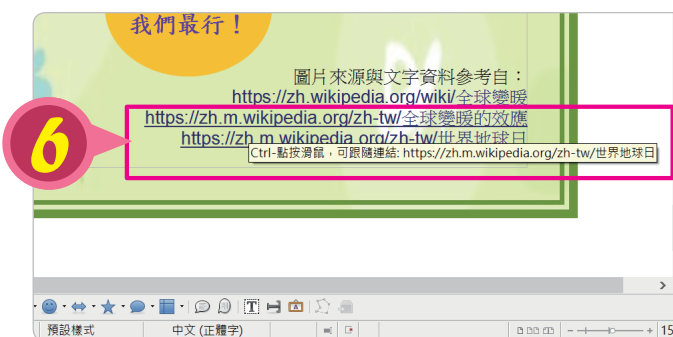 我們最行！
圖片來源與文字資料參考自：
https://zh.wikipedia.org/wiki/全球變暖
https://zh.m.wikipedia.org/zh-tw/全球變暖的效應
https://zh.m.wikipedia.org/zh-tw/世界地球日
Ctrl-點按滑鼠，可跟隨連結: https://zh.m.wikipedia.org/zh-tw/世界地球日
6
預設樣式 中文 (正體字) 15